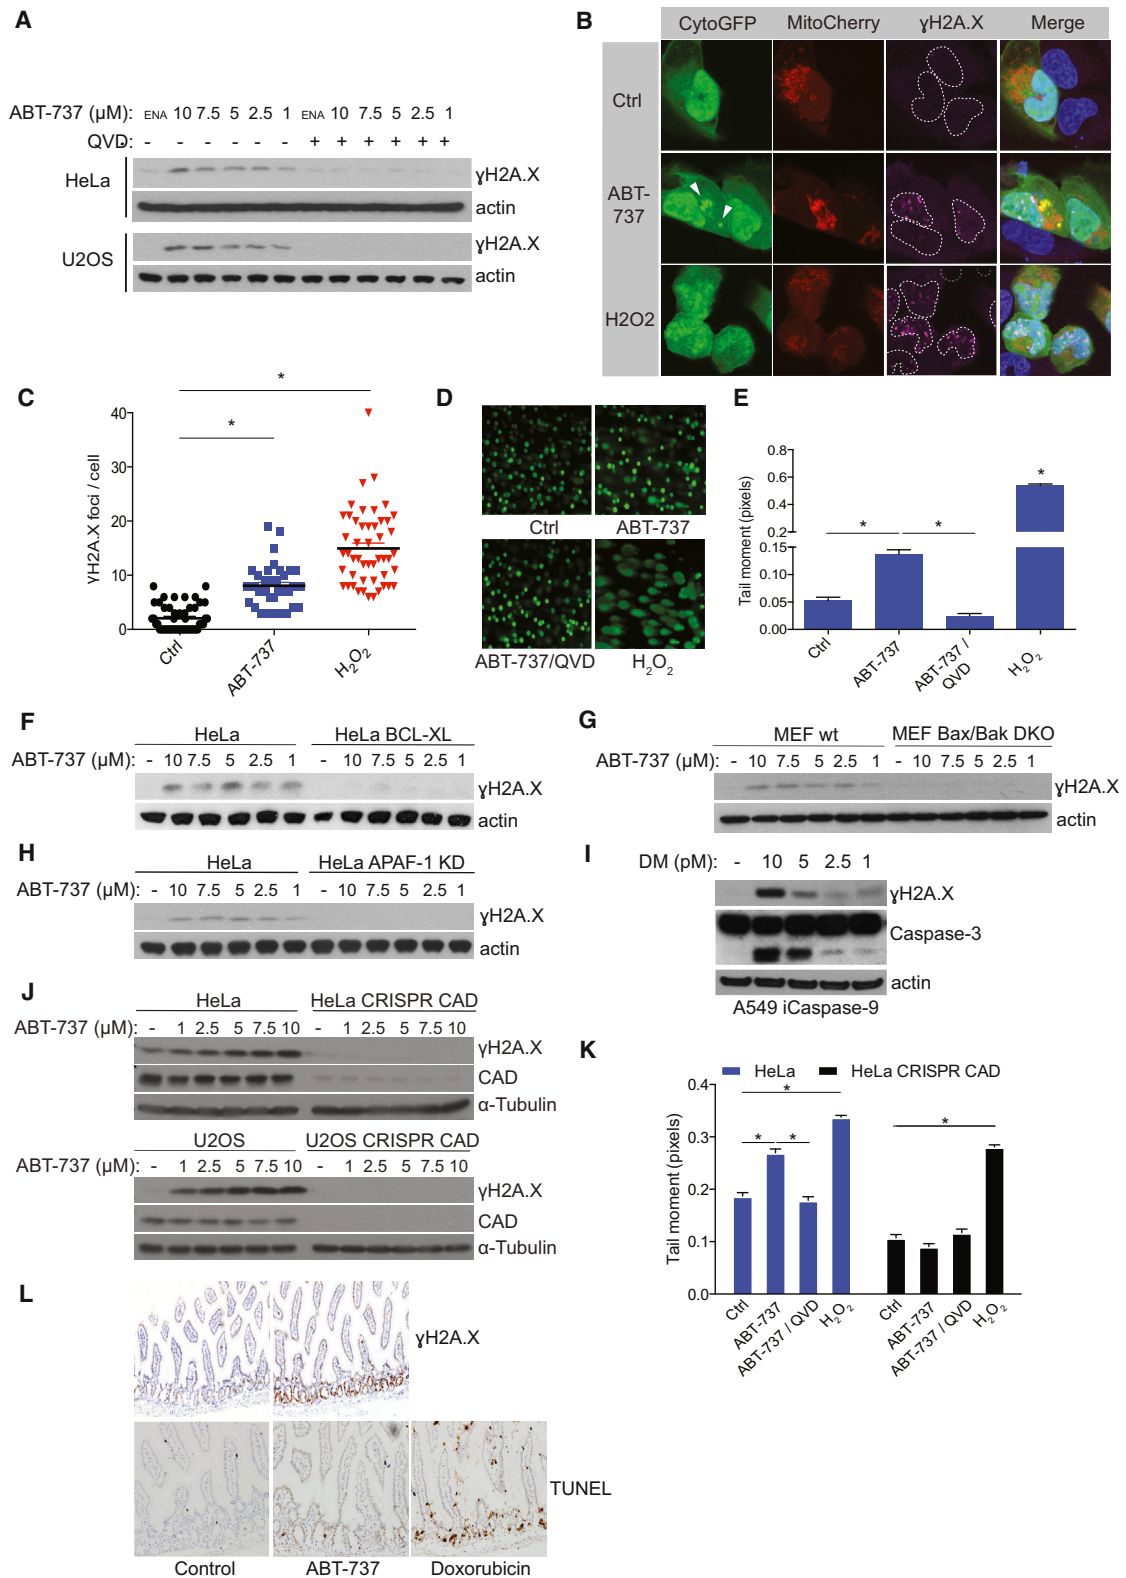 A
ABT-737 (µM): ENA 10 7.5 5 2.5 1 ENA 10 7.5 5 2.5 1
QVD: - - - - - - + + + + + +
HeLa
ɣH2A.X
actin
U2OS
ɣH2A.X
actin
B
CytoGFP MitoCherry ɣH2A.X Merge
Ctrl
ABT-
737
H2O2
C
ɣH2A.X foci / cell
40
30
20
10
0
* *
Ctrl ABT-737 H₂O₂
D
Ctrl ABT-737
ABT-737/QVD H₂O₂
E
Tail moment (pixels)
0.8
0.6
0.4
0.2
0.15
0.10
0.05
0.00
* * *
Ctrl ABT-737 ABT-737 / QVD H₂O₂
F
HeLa HeLa BCL-XL
ABT-737 (µM): - 10 7.5 5 2.5 1 - 10 7.5 5 2.5 1
ɣH2A.X
actin
G
MEF wt MEF Bax/Bak DKO
ABT-737 (µM): - 10 7.5 5 2.5 1 - 10 7.5 5 2.5 1
ɣH2A.X
actin
H
HeLa HeLa APAF-1 KD
ABT-737 (µM): - 10 7.5 5 2.5 1 - 10 7.5 5 2.5 1
ɣH2A.X
actin
I
DM (pM): - 10 5 2.5 1
ɣH2A.X
Caspase-3
actin
A549 iCaspase-9
J
HeLa HeLa CRISPR CAD
ABT-737 (µM): - 1 2.5 5 7.5 10 - 1 2.5 5 7.5 10
γH2A.X
CAD
α-Tubulin
U2OS U2OS CRISPR CAD
ABT-737 (µM): - 1 2.5 5 7.5 10 - 1 2.5 5 7.5 10
γH2A.X
CAD
α-Tubulin
K
HeLa HeLa CRISPR CAD
Tail moment (pixels)
0.4
0.3
0.2
0.1
0.0
* * * *
Ctrl ABT-737 ABT-737 / QVD H₂O₂ Ctrl ABT-737 ABT-737 / QVD H₂O₂
L
ɣH2A.X
TUNEL
Control ABT-737 Doxorubicin